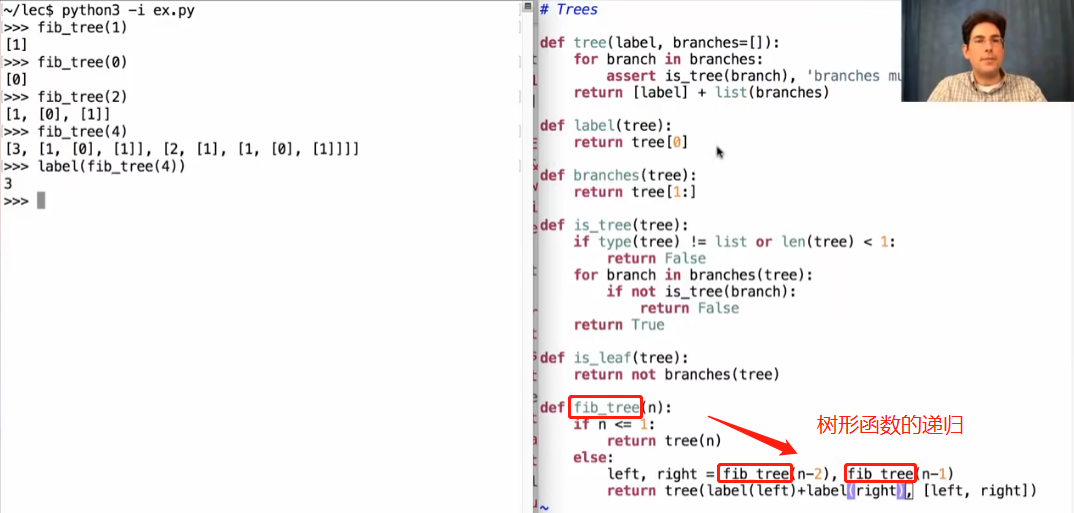 ~/lec$ python3 -i ex.py
>>> fib_tree(1)
[1]
>>> fib_tree(0)
[0]
>>> fib_tree(2)
[1, [0], [1]]
>>> fib_tree(4)
[3, [1, [0], [1]], [2, [1], [1, [0], [1]]]]
>>> label(fib_tree(4))
3
>>>
# Trees
def tree(label, branches=[]):
    for branch in branches:
        assert is_tree(branch), 'branches mu
    return [label] + list(branches)
def label(tree):
    return tree[0]
def branches(tree):
    return tree[1:]
def is_tree(tree):
    if type(tree) != list or len(tree) < 1:
        return False
    for branch in branches(tree):
        if not is_tree(branch):
            return False
    return True
def is_leaf(tree):
    return not branches(tree)
def fib_tree(n):
    if n <= 1:
        return tree(n)
    else:
        left, right = fib_tree(n-2), fib_tree(n-1)
        return tree(label(left)+label(right), [left, right])
~
树形函数的递归